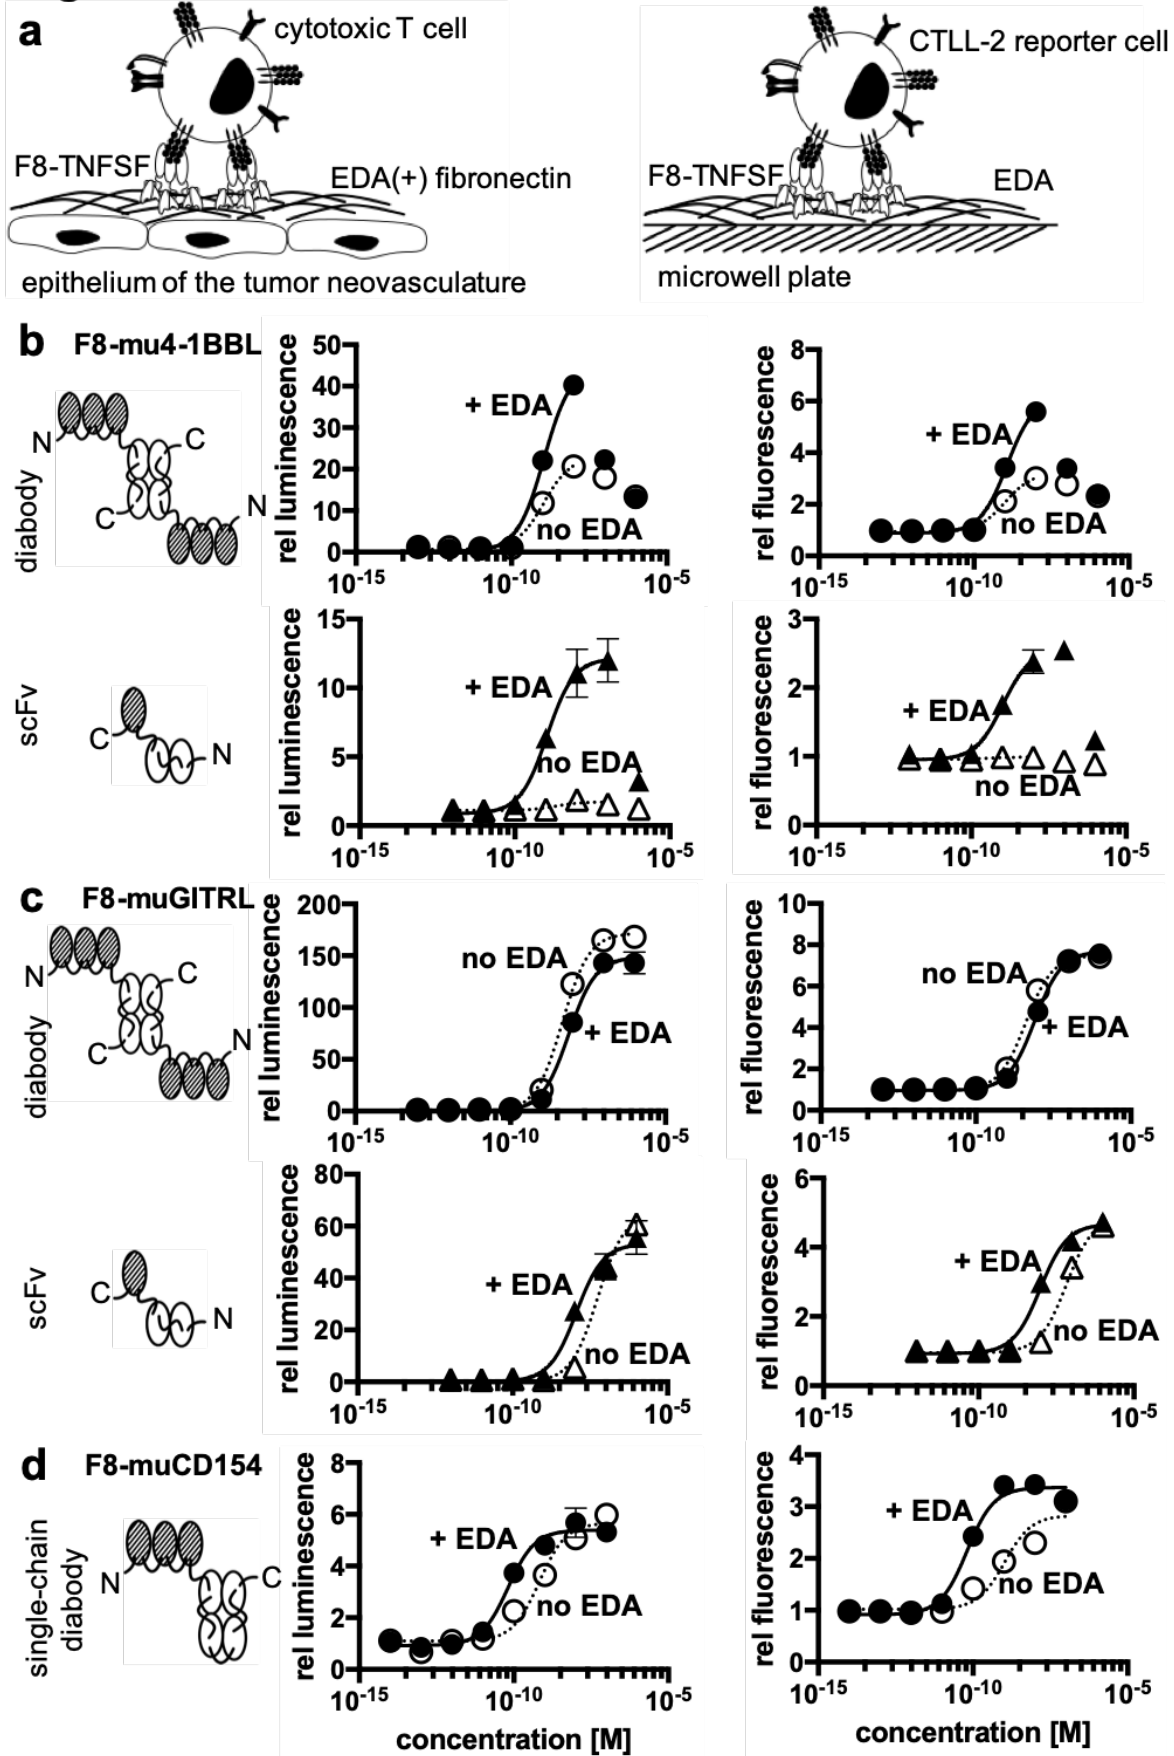 a
cytotoxic T cell
F8-TNFSF
EDA(+) fibronectin
epithelium of the tumor neovasculature
CTLL-2 reporter cell
F8-TNFSF
EDA
microwell plate
b F8-mu4-1BBL
diabody
N
C
C
N
rel luminescence
50
40
30
20
10
0
+ EDA
no EDA
10-15
10-10
10-5
rel fluorescence
8
6
4
2
0
+ EDA
no EDA
10-15
10-10
10-5
scFv
C
N
rel luminescence
15
10
5
0
+ EDA
no EDA
10-15
10-10
10-5
rel fluorescence
3
2
1
0
+ EDA
no EDA
10-15
10-10
10-5
c F8-muGITRL
diabody
N
C
C
N
rel luminescence
200
150
100
50
0
no EDA
+ EDA
10-15
10-10
10-5
rel fluorescence
10
8
6
4
2
0
no EDA
+ EDA
10-15
10-10
10-5
scFv
C
N
rel luminescence
80
60
40
20
0
+ EDA
no EDA
10-15
10-10
10-5
rel fluorescence
6
4
2
0
+ EDA
no EDA
10-15
10-10
10-5
d F8-muCD154
single-chain
diabody
N
C
rel luminescence
8
6
4
2
0
+ EDA
no EDA
10-15
10-10
10-5
concentration [M]
rel fluorescence
4
3
2
1
0
+ EDA
no EDA
10-15
10-10
10-5
concentration [M]